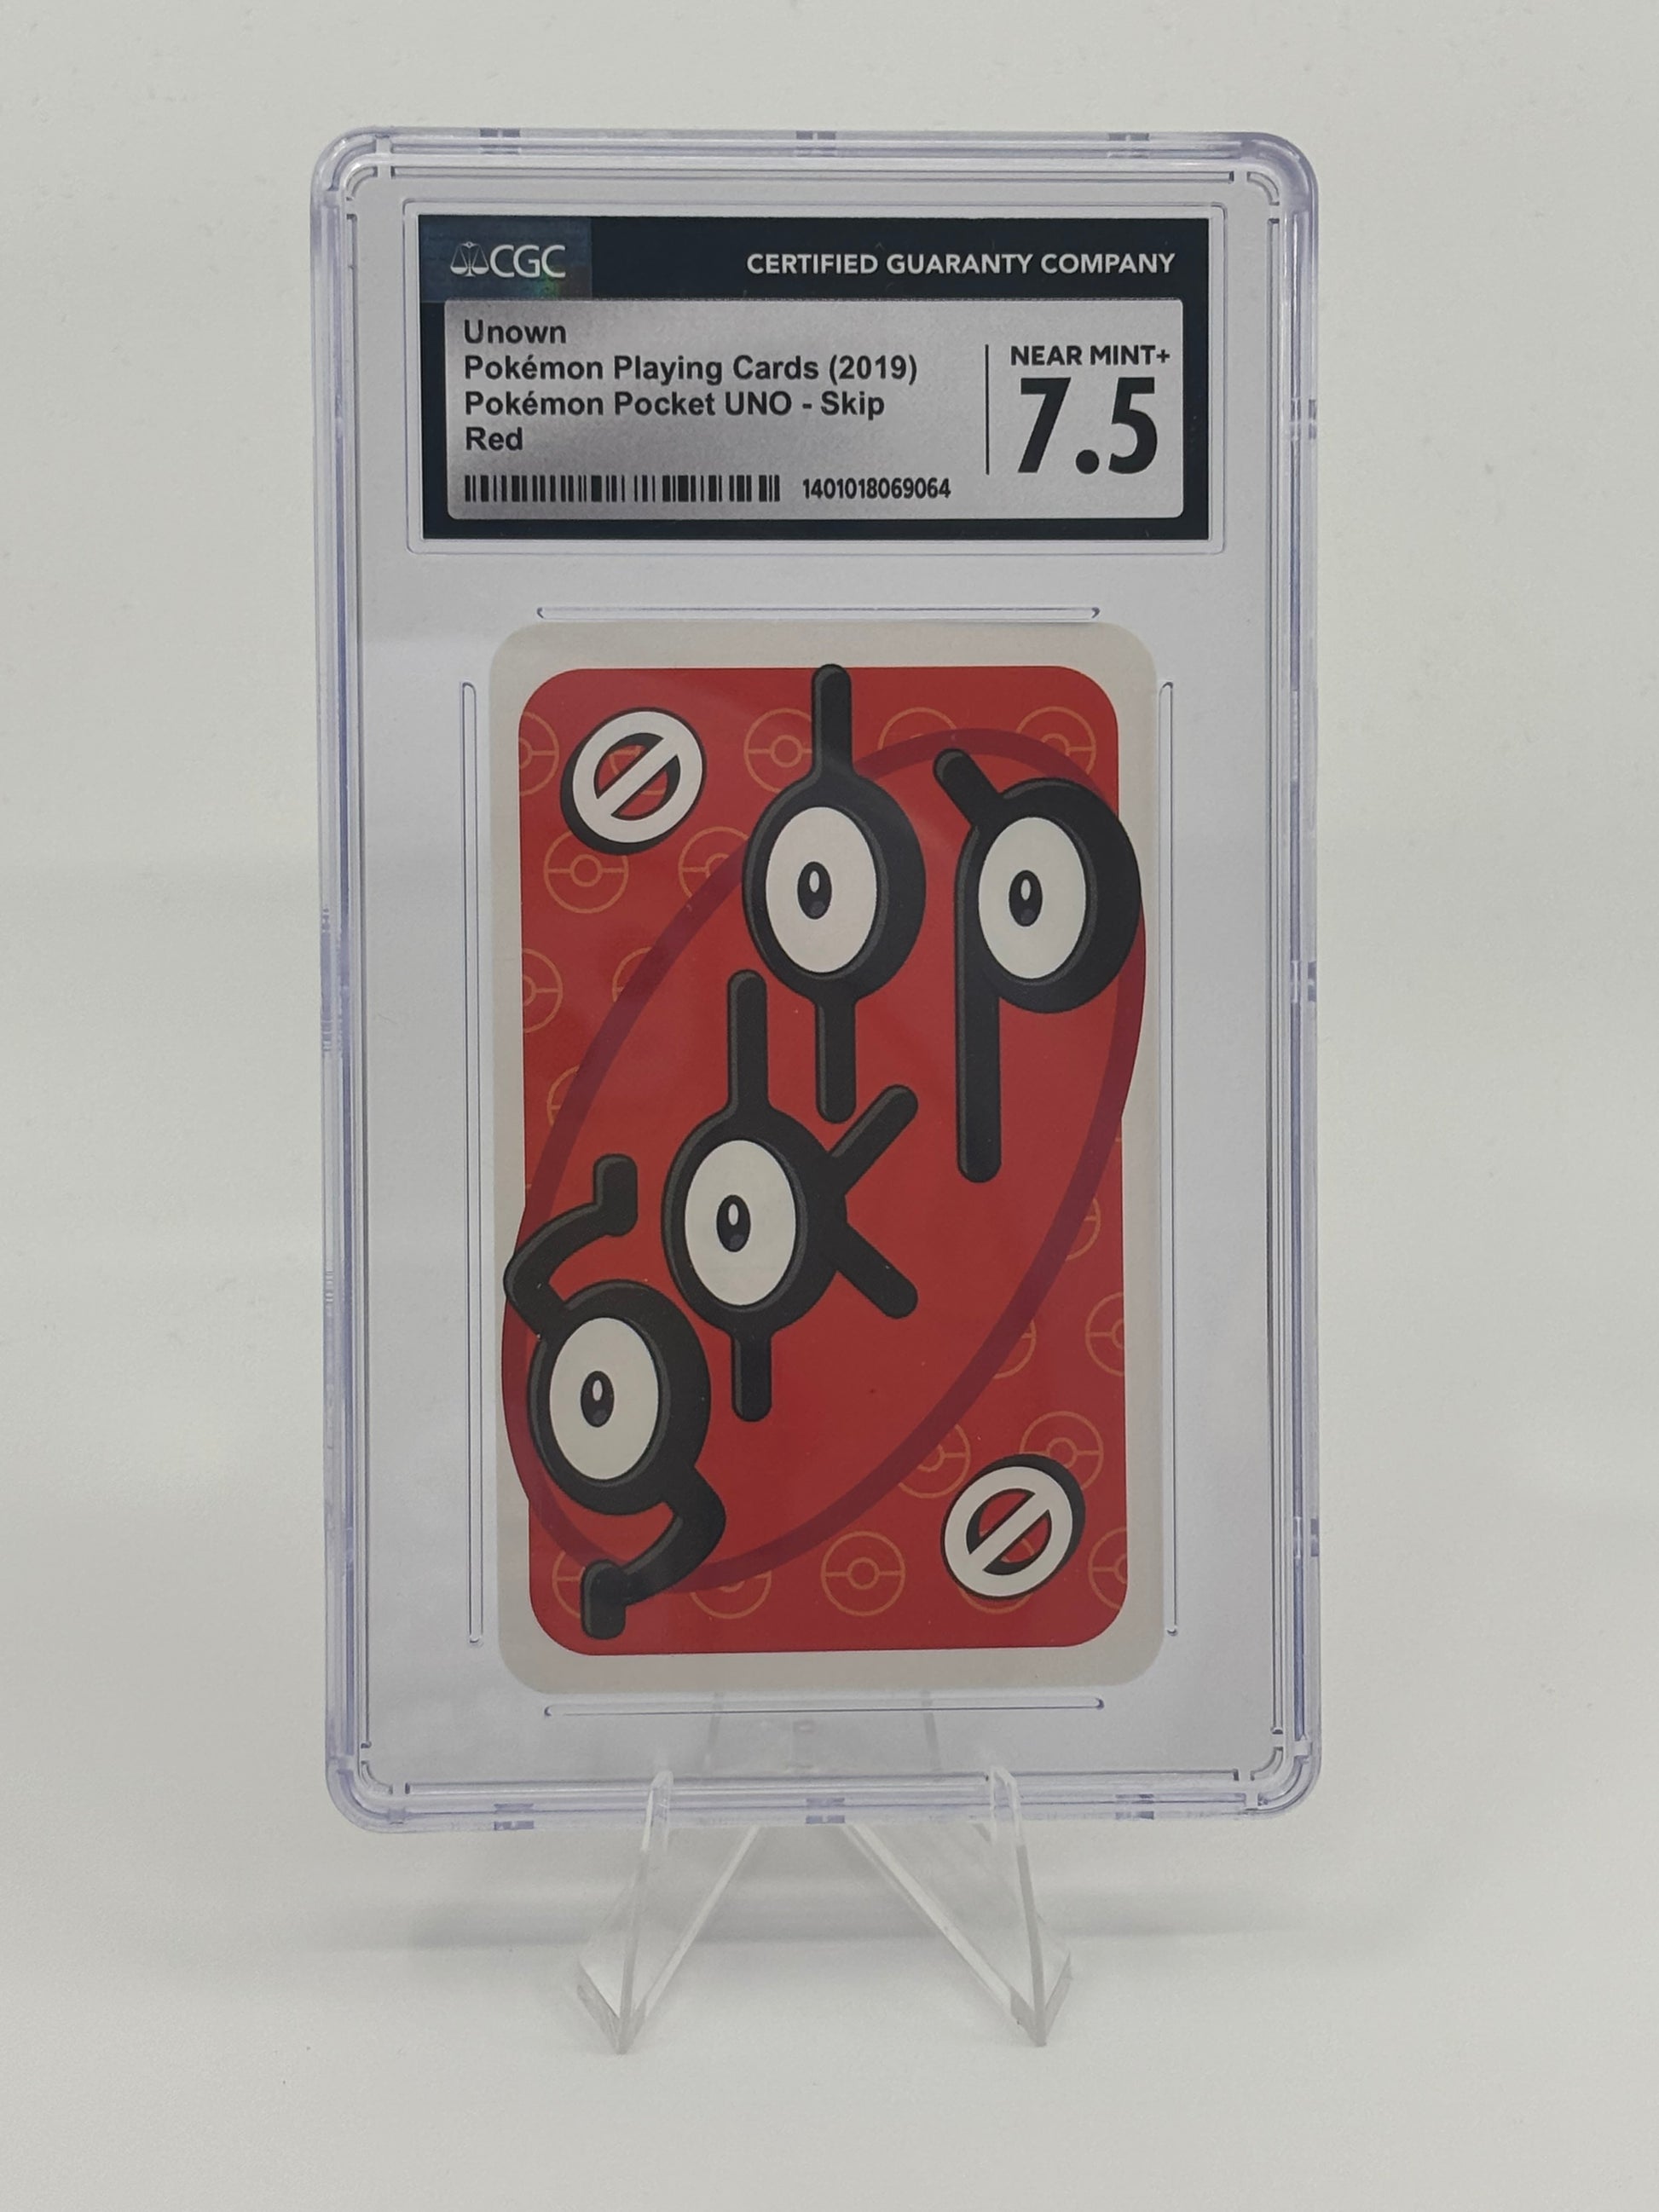 CGC
CERTIFIED GUARANTY COMPANY
Unown
Pokémon Playing Cards (2019)
Pokémon Pocket UNO - Skip
Red
1401018069064
NEAR MINT+
7.5
SKIP